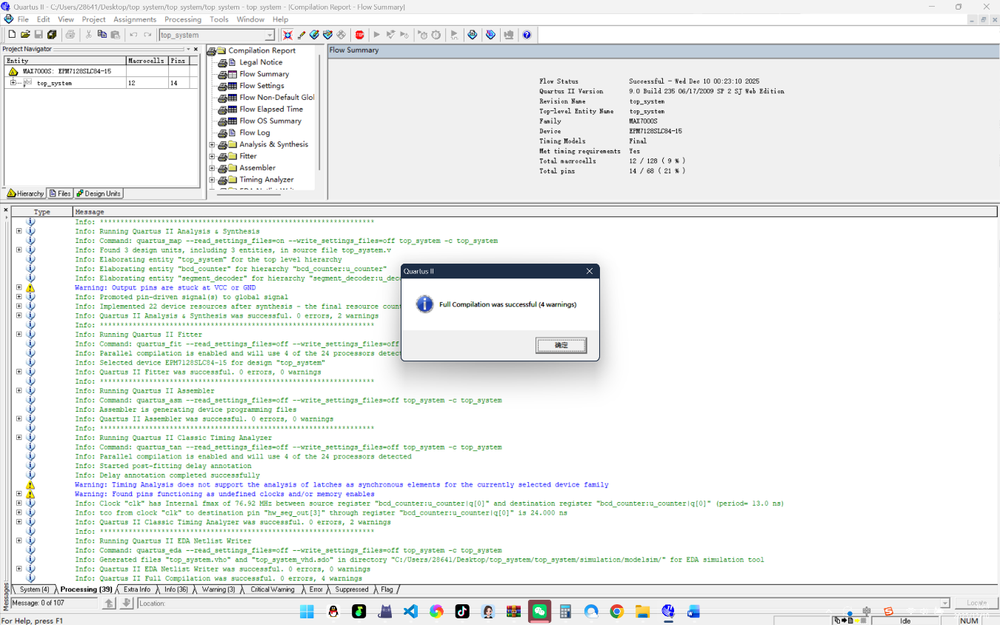 Quartus II - C:/Users/28641/Desktop/top_system/top_system/top_system - top_system - [Compilation Report - Flow Summary]
File Edit View Project Assignments Processing Tools Window Help
top_system
Project Navigator
Entity Macrocells Pins
MAX7000S: EPM7128SLC84-15
top_system 12 14
Hierarchy Files Design Units
Compilation Report
Legal Notice
Flow Summary
Flow Settings
Flow Non-Default Glol
Flow Elapsed Time
Flow OS Summary
Flow Log
Analysis & Synthesis
Fitter
Assembler
Timing Analyzer
Flow Summary
Flow Status Successful - Wed Dec 10 00:23:10 2025
Quartus II Version 9.0 Build 235 06/17/2009 SP 2 SJ Web Edition
Revision Name top_system
Top-level Entity Name top_system
Family MAX7000S
Device EPM7128SLC84-15
Timing Models Final
Met timing requirements Yes
Total macrocells 12 / 128 ( 9 % )
Total pins 14 / 68 ( 21 % )
Type Message
Info: *******************************************************************
Info: Running Quartus II Analysis & Synthesis
Info: Command: quartus_map --read_settings_files=on --write_settings_files=off top_system -c top_system
Info: Found 3 design units, including 3 entities, in source file top_system.v
Info: Elaborating entity "top_system" for the top level hierarchy
Info: Elaborating entity "bcd_counter" for hierarchy "bcd_counter:u_counter"
Info: Elaborating entity "segment_decoder" for hierarchy "segment_decoder:u_deco
Warning: Output pins are stuck at VCC or GND
Info: Promoted pin-driven signal(s) to global signal
Info: Implemented 22 device resources after synthesis - the final resource coun
Info: Quartus II Analysis & Synthesis was successful. 0 errors, 2 warnings
Info: *******************************************************************
Info: Running Quartus II Fitter
Info: Command: quartus_fit --read_settings_files=off --write_settings_files=off
Info: Parallel compilation is enabled and will use 4 of the 24 processors detec
Info: Selected device EPM7128SLC84-15 for design "top_system"
Info: Quartus II Fitter was successful. 0 errors, 0 warnings
Info: *******************************************************************
Info: Running Quartus II Assembler
Info: Command: quartus_asm --read_settings_files=off --write_settings_files=off top_system -c top_system
Info: Assembler is generating device programming files
Info: Quartus II Assembler was successful. 0 errors, 0 warnings
Info: *******************************************************************
Info: Running Quartus II Classic Timing Analyzer
Info: Command: quartus_tan --read_settings_files=off --write_settings_files=off top_system -c top_system
Info: Parallel compilation is enabled and will use 4 of the 24 processors detected
Info: Started post-fitting delay annotation
Info: Delay annotation completed successfully
Warning: Timing Analysis does not support the analysis of latches as synchronous elements for the currently selected device family
Warning: Found pins functioning as undefined clocks and/or memory enables
Info: Clock "clk" has Internal fmax of 76.92 MHz between source register "bcd_counter:u_counter|q[0]" and destination register "bcd_counter:u_counter|q[0]" (period= 13.0 ns)
Info: tco from clock "clk" to destination pin "hw_seg_out[3]" through register "bcd_counter:u_counter|q[0]" is 24.000 ns
Info: Quartus II Classic Timing Analyzer was successful. 0 errors, 2 warnings
Info: *******************************************************************
Info: Running Quartus II EDA Netlist Writer
Info: Command: quartus_eda --read_settings_files=off --write_settings_files=off top_system -c top_system
Info: Generated files "top_system.vho" and "top_system_vhd.sdo" in directory "C:/Users/28641/Desktop/top_system/top_system/simulation/modelsim/" for EDA simulation tool
Info: Quartus II EDA Netlist Writer was successful. 0 errors, 0 warnings
Info: Quartus II Full Compilation was successful. 0 errors, 4 warnings
Quartus II
Full Compilation was successful (4 warnings)
确定
Messages
System (4) Processing (39) Extra Info Info (36) Warning (3) Critical Warning Error Suppressed Flag
Message: 0 of 107 Location: Locate
For Help, press F1 Idle NUM